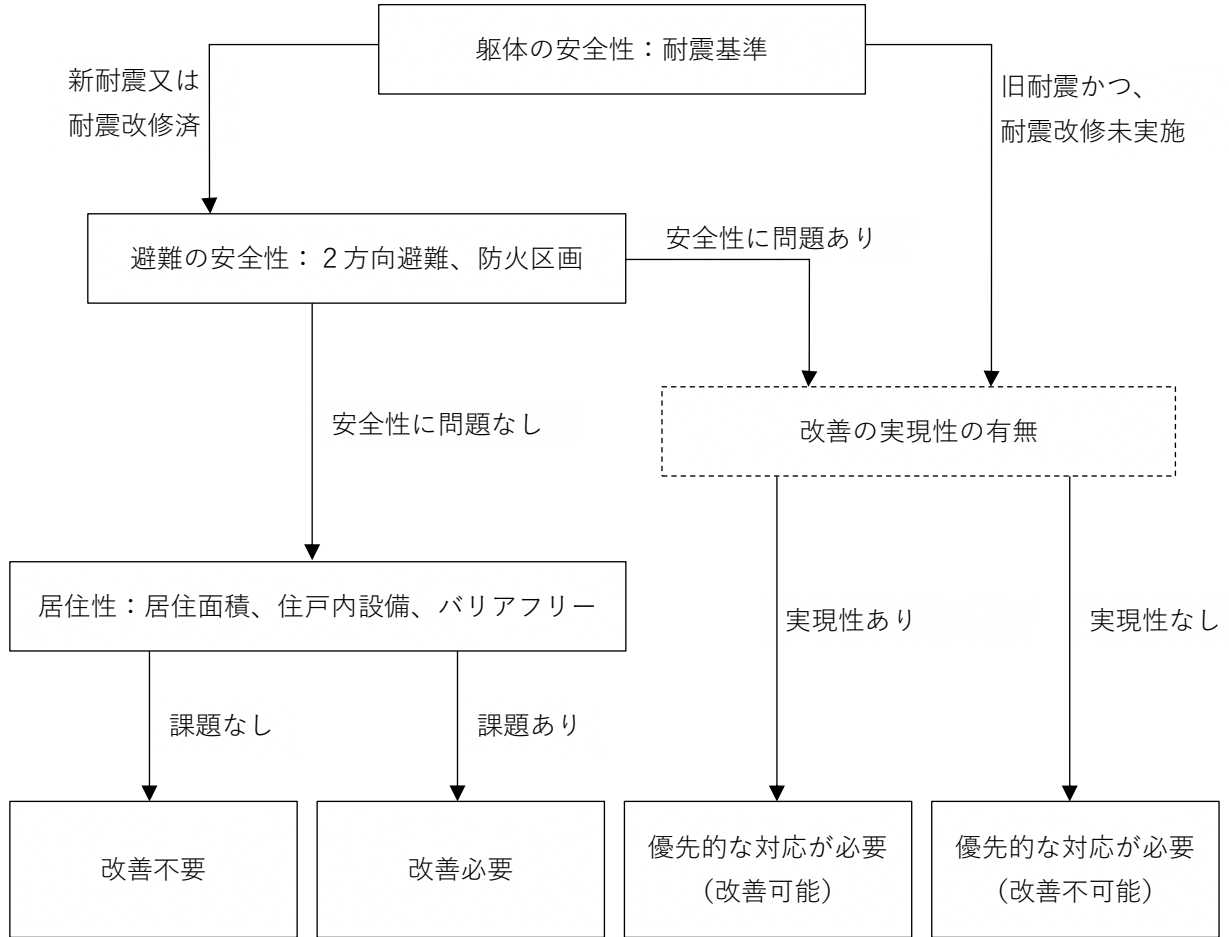 躯体の安全性：耐震基準
新耐震又は
耐震改修済
旧耐震かつ、
耐震改修未実施
避難の安全性：２方向避難、防火区画
安全性に問題あり
安全性に問題なし
改善の実現性の有無
居住性：居住面積、住戸内設備、バリアフリー
実現性あり
実現性なし
課題なし
課題あり
改善不要
改善必要
優先的な対応が必要
（改善可能）
優先的な対応が必要
（改善不可能）